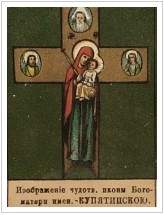 Изображеніе чудотв. иконы Бого-
матери имен.-КУПЯТИЦКОЮ.